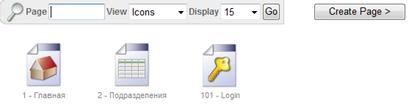 Page View Icons Display 15 Go Create Page >
1 - Главная 2 - Подразделения 101 - Login